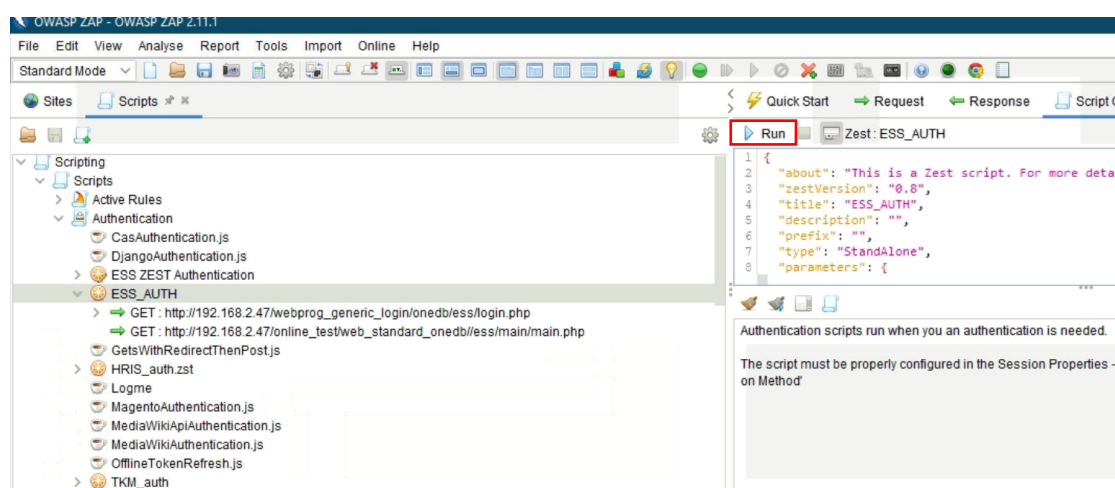 OWASP ZAP - OWASP ZAP 2.11.1
File Edit View Analyse Report Tools Import Online Help
Standard Mode
Sites Scripts Quick Start Request Response Script C
Run Zest : ESS_AUTH
Scripting
Scripts
Active Rules
Authentication
CasAuthentication.js
DjangoAuthentication.js
ESS ZEST Authentication
ESS_AUTH
GET : http://192.168.2.47/webprog_generic_login/onedb/ess/login.php
GET : http://192.168.2.47/online_test/web_standard_onedb//ess/main/main.php
GetsWithRedirectThenPost.js
HRIS_auth.zst
Logme
MagentoAuthentication.js
MediaWikiApiAuthentication.js
MediaWikiAuthentication.js
OfflineTokenRefresh.js
TKM_auth
1 {
2 "about": "This is a Zest script. For more deta
3 "zestVersion": "0.8",
4 "title": "ESS_AUTH",
5 "description": "",
6 "prefix": "",
7 "type": "StandAlone",
8 "parameters": {
Authentication scripts run when you an authentication is needed.
The script must be properly configured in the Session Properties -
on Method'